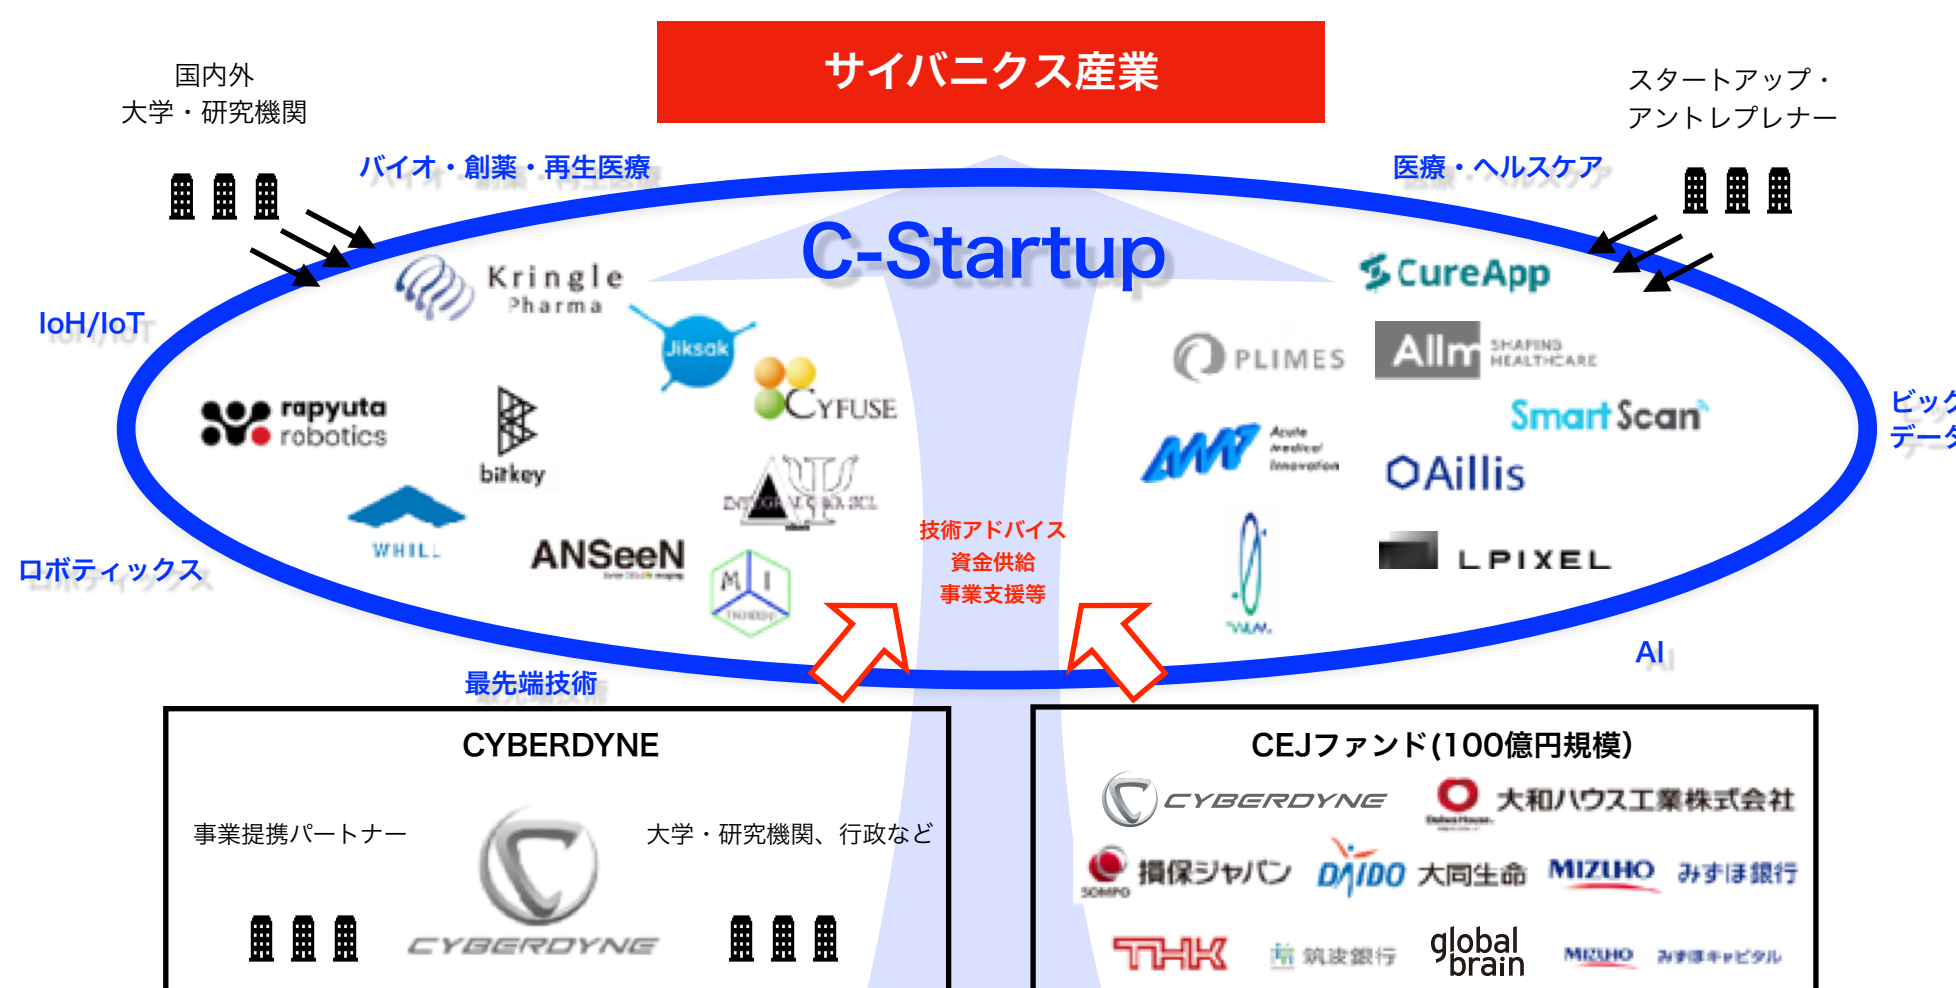 サイバニクス産業
国内外
大学・研究機関
スタートアップ・
アントレプレナー
バイオ・創薬・再生医療
医療・ヘルスケア
C-Startup
IoH/IoT
Kringle
Pharma
Jiksak
CYFUSE
rapyuta
robotics
bitkey
WHILL
ANSeeN
M I
CureApp
PLIMES
Allm
SHAPING
HEALTHCARE
Smart Scan
Acute
Medical
Innovation
Aillis
LPIXEL
ビック
データ
技術アドバイス
資金供給
事業支援等
ロボティックス
AI
最先端技術
CYBERDYNE
事業提携パートナー
大学・研究機関、行政など
CYBERDYNE
CEJファンド(100億円規模）
CYBERDYNE
Daiwa House
大和ハウス工業株式会社
SOMPO
損保ジャパン
DAIDO 大同生命
MIZUHO みずほ銀行
THK
筑波銀行
global
brain
MIZUHO みずほキャピタル